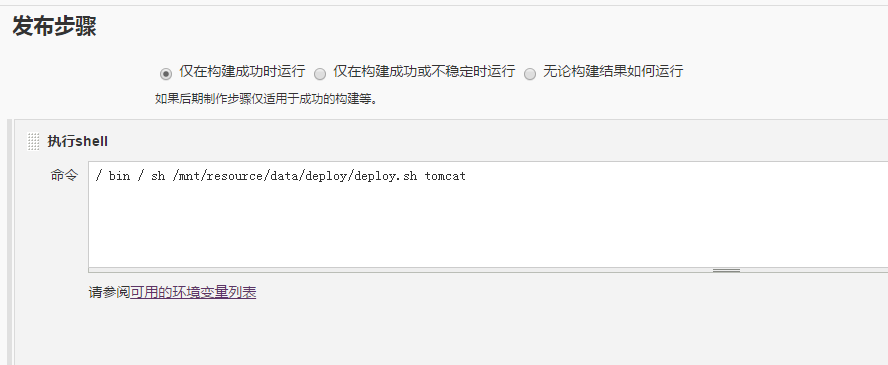 发布步骤
仅在构建成功时运行 仅在构建成功或不稳定时运行 无论构建结果如何运行
如果后期制作步骤仅适用于成功的构建等。
执行shell
命令 / bin / sh /mnt/resource/data/deploy/deploy.sh tomcat
请参阅可用的环境变量列表